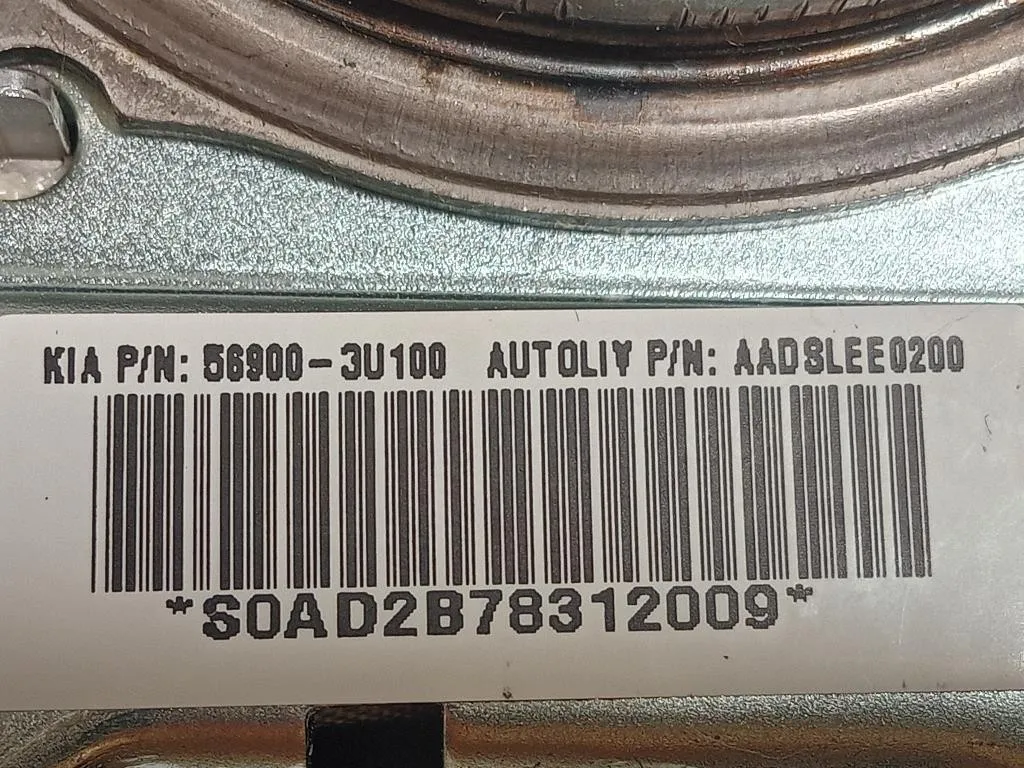 KIA P/N: 56900-3U100 AUTOLIV P/N: AADSLEE0200
*S0AD2B78312009*